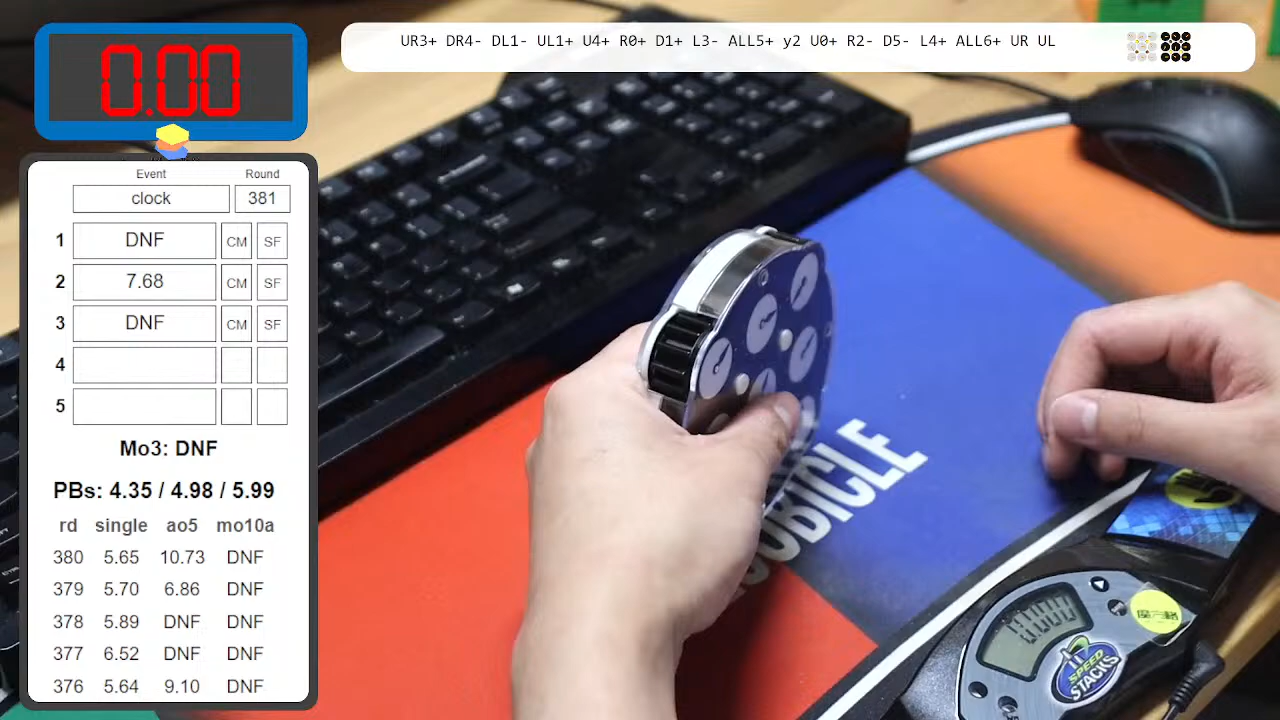 0.00
UR3+ DR4- DL1- UL1+ U4+ R0+ D1+ L3- ALL5+ y2 U0+ R2- D5- L4+ ALL6+ UR UL
Event Round
clock 381
1 DNF CM SF
2 7.68 CM SF
3 DNF CM SF
4
5
Mo3: DNF
PBs: 4.35 / 4.98 / 5.99
rd single ao5 mo10a
380 5.65 10.73 DNF
379 5.70 6.86 DNF
378 5.89 DNF DNF
377 6.52 DNF DNF
376 5.64 9.10 DNF
CUBICLE
0.000
SPEED
STACKS